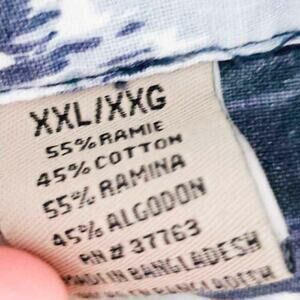 XXL/XXG
55% RAMIE
45% COTTON
55% RAMINA
45% ALGODON
RN # 37763
MADE IN BANGLADESH